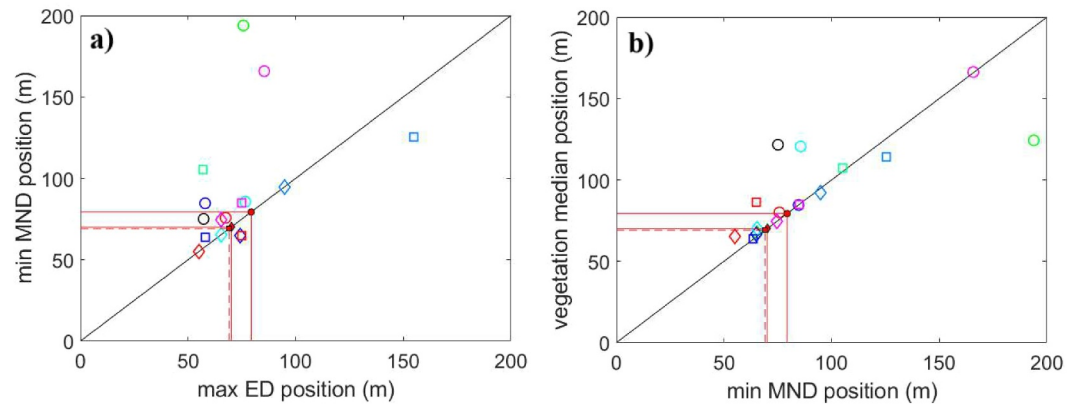 a)
200
150
100
50
0
min MND position (m)
0 50 100 150 200
max ED position (m)
b)
200
150
100
50
0
vegetation median position (m)
0 50 100 150 200
min MND position (m)